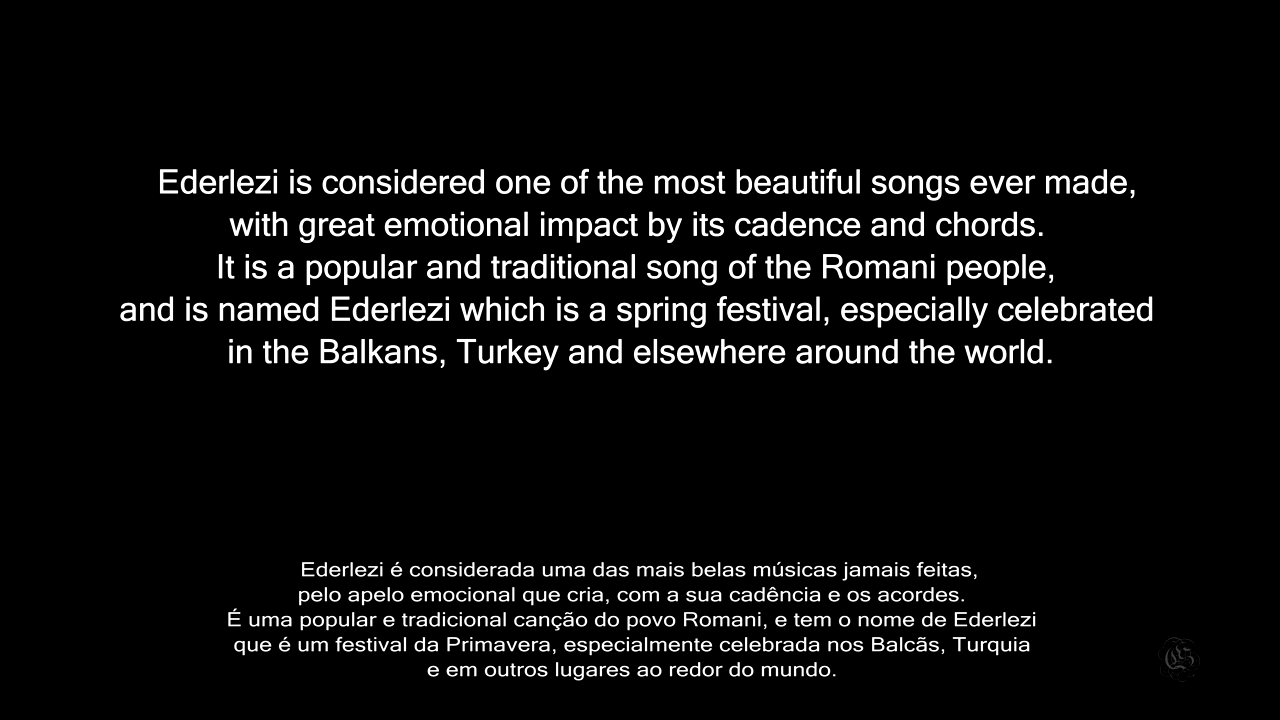 Ederlezi is considered one of the most beautiful songs ever made,
with great emotional impact by its cadence and chords.
It is a popular and traditional song of the Romani people,
and is named Ederlezi which is a spring festival, especially celebrated
in the Balkans, Turkey and elsewhere around the world.
Ederlezi é considerada uma das mais belas músicas jamais feitas,
pelo apelo emocional que cria, com a sua cadência e os acordes.
É uma popular e tradicional canção do povo Romani, e tem o nome de Ederlezi
que é um festival da Primavera, especialmente celebrada nos Balcãs, Turquia
e em outros lugares ao redor do mundo.